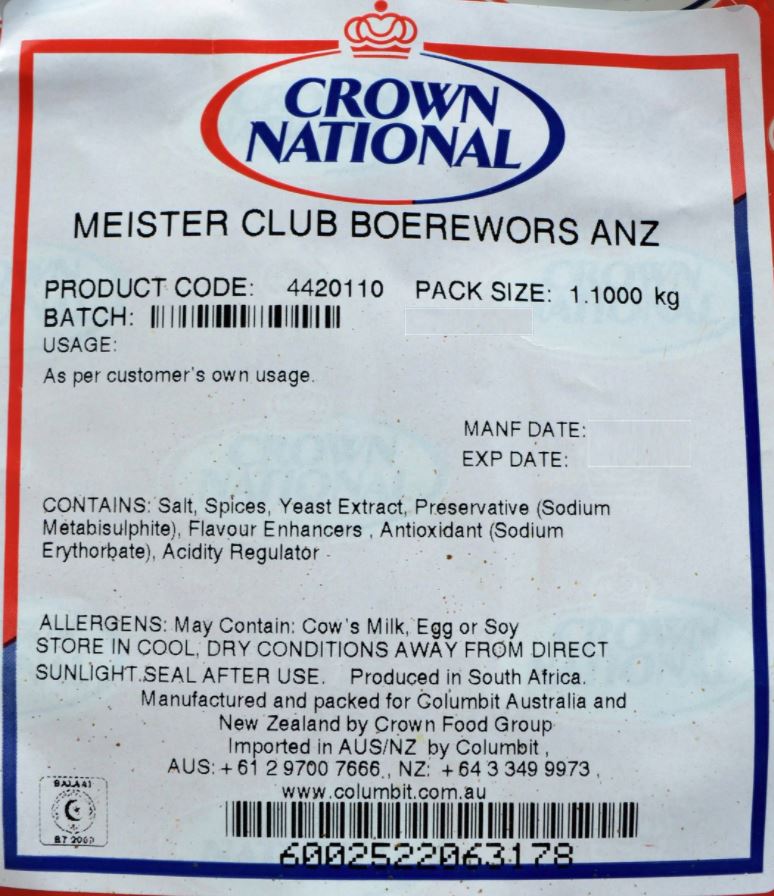 CROWN
NATIONAL
MEISTER CLUB BOEREWORS ANZ
PRODUCT CODE: 4420110 PACK SIZE: 1.1000 kg
BATCH:
USAGE:
As per customer's own usage.
MANF DATE:
EXP DATE:
CONTAINS: Salt, Spices, Yeast Extract, Preservative (Sodium
Metabisulphite), Flavour Enhancers , Antioxidant (Sodium
Erythorbate), Acidity Regulator
ALLERGENS: May Contain: Cow's Milk, Egg or Soy
STORE IN COOL, DRY CONDITIONS AWAY FROM DIRECT
SUNLIGHT.SEAL AFTER USE. Produced in South Africa.
Manufactured and packed for Columbit Australia and
New Zealand by Crown Food Group
Imported in AUS/NZ by Columbit ,
AUS: +61 2 9700 7666 , NZ: +64 3 349 9973 ,
www.columbit.com.au
6002522063178